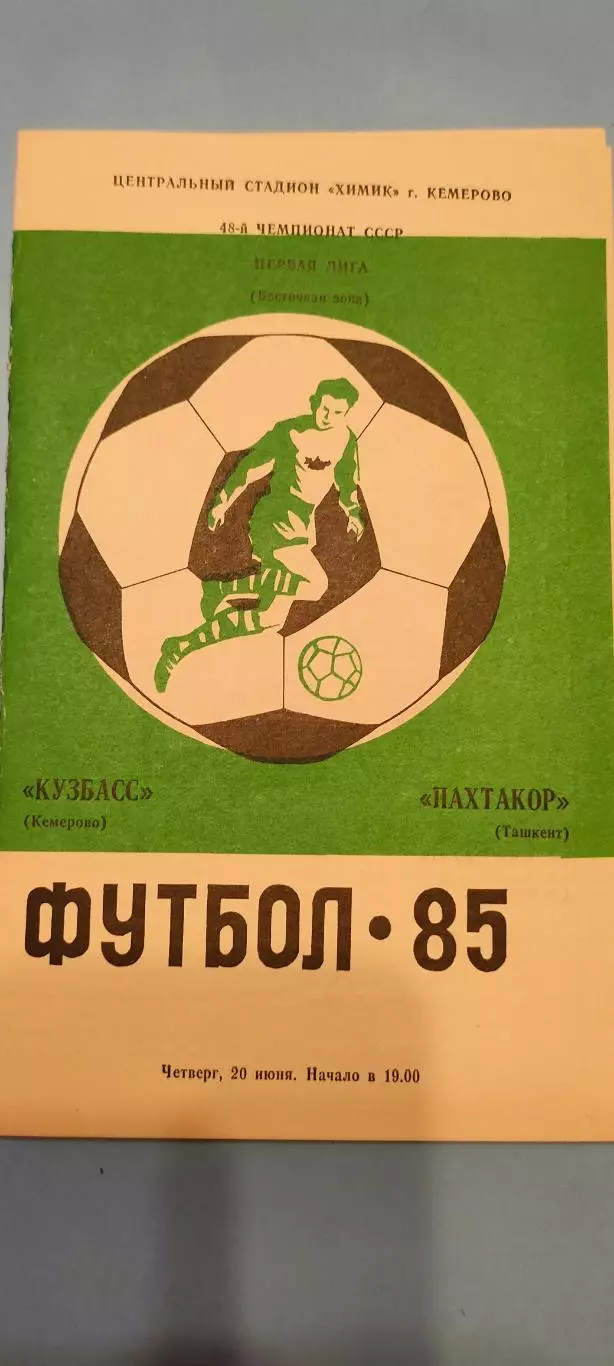 ЦЕНТРАЛЬНЫЙ СТАДИОН «ХИМИК» г. КЕМЕРОВО
48-й ЧЕМПИОНАТ СССР
ПЕРВАЯ ЛИГА
(Восточная зона)
«КУЗБАСС»
(Кемерово)
«ПАХТАКОР»
(Ташкент)
ФУТБОЛ • 85
Четверг, 20 июня. Начало в 19.00